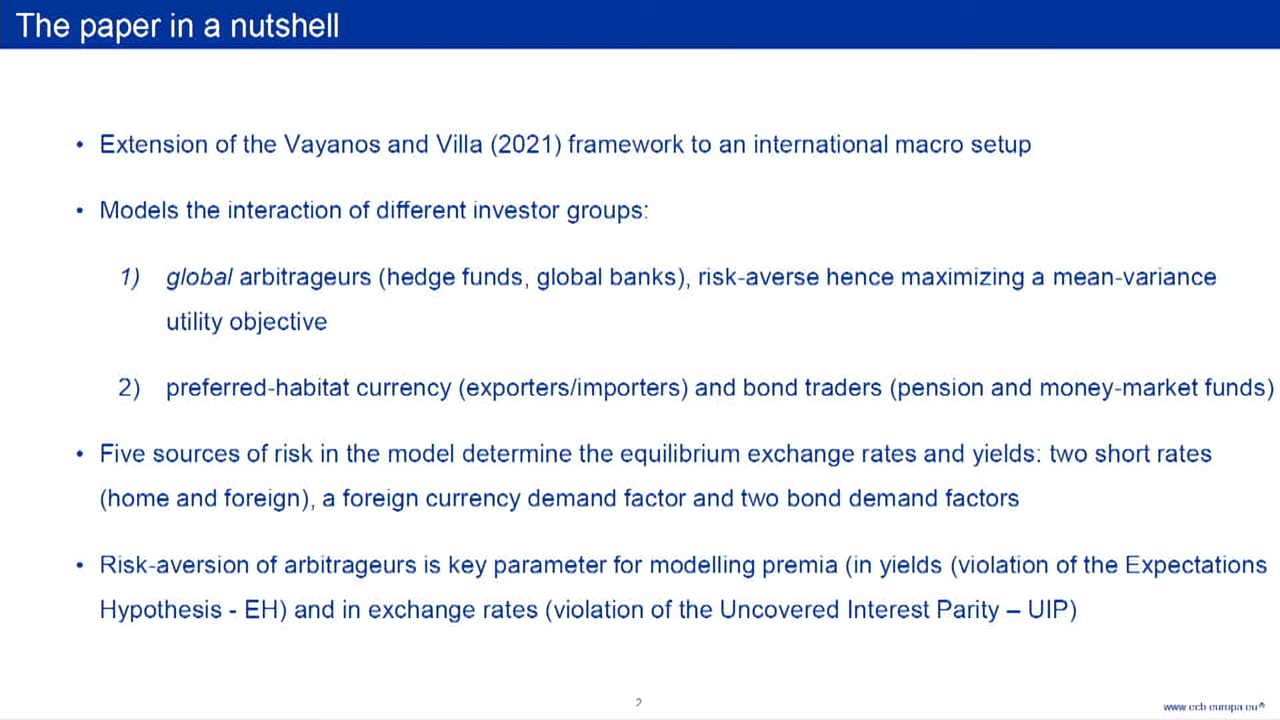 The paper in a nutshell
• Extension of the Vayanos and Villa (2021) framework to an international macro setup
• Models the interaction of different investor groups:
1) global arbitrageurs (hedge funds, global banks), risk-averse hence maximizing a mean-variance
utility objective
2) preferred-habitat currency (exporters/importers) and bond traders (pension and money-market funds)
• Five sources of risk in the model determine the equilibrium exchange rates and yields: two short rates
(home and foreign), a foreign currency demand factor and two bond demand factors
• Risk-aversion of arbitrageurs is key parameter for modelling premia (in yields (violation of the Expectations
Hypothesis - EH) and in exchange rates (violation of the Uncovered Interest Parity – UIP)
2
www.ecb.europa.eu®